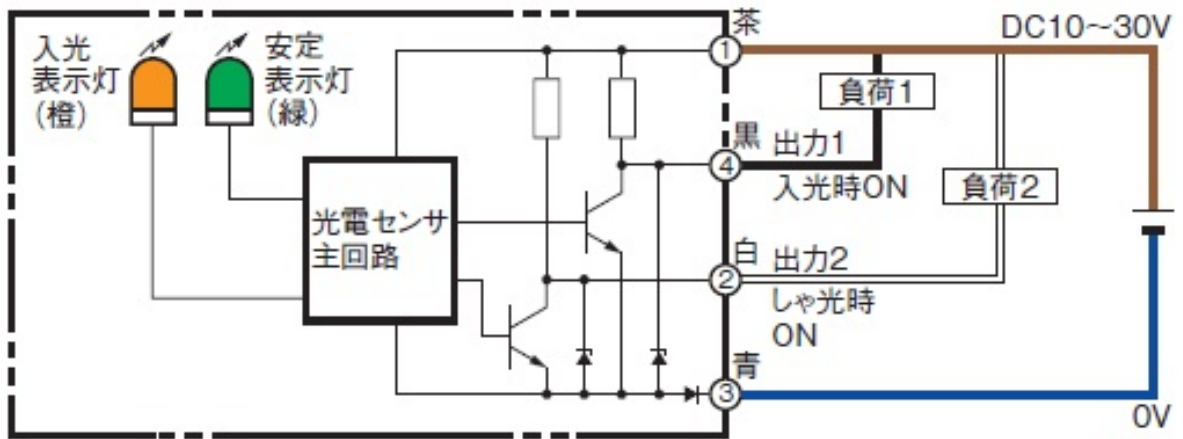 入光
表示灯
(橙)
安定
表示灯
(緑)
光電センサ
主回路
茶
①
DC10～30V
負荷1
黒
④
出力1
入光時ON
負荷2
白
②
出力2
しゃ光時
ON
青
③
0V